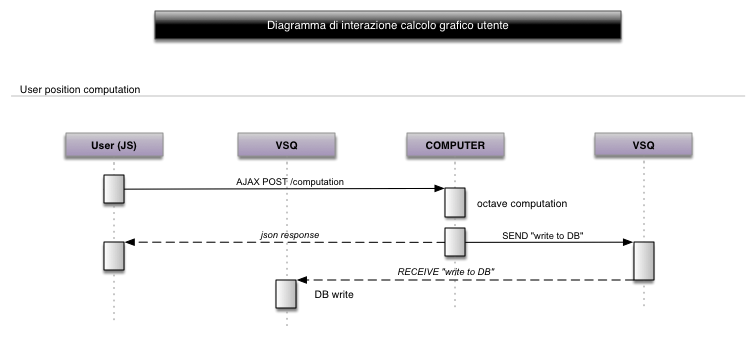 Diagramma di interazione calcolo grafico utente
User position computation
User (JS)
VSQ
COMPUTER
VSQ
AJAX POST /computation
octave computation
json response
SEND "write to DB"
RECEIVE "write to DB"
DB write